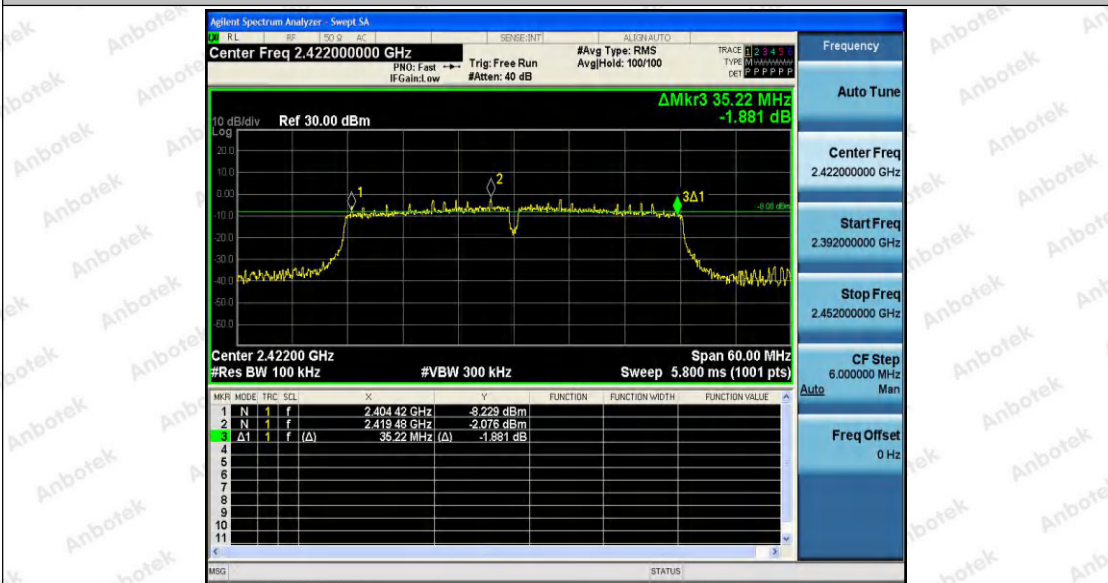 Agilent Spectrum Analyzer - Swept SA
RL RF 50 Ω AC SENSE:INT ALIGN AUTO
Center Freq 2.422000000 GHz
PNO: Fast
IFGain:Low
Trig: Free Run
#Atten: 40 dB
#Avg Type: RMS
Avg|Hold: 100/100
TRACE 1 2 3 4 5 6
TYPE M
DET P P P P P P
ΔMkr3 35.22 MHz
-1.881 dB
10 dB/div Ref 30.00 dBm
Log
20.0
10.0
0.00
-10.0
-20.0
-30.0
-40.0
-50.0
-60.0
1
2
3Δ1
-8.08 dBm
Center 2.42200 GHz Span 60.00 MHz
#Res BW 100 kHz #VBW 300 kHz Sweep 5.800 ms (1001 pts)
MKR MODE TRC SCL X Y FUNCTION FUNCTION WIDTH FUNCTION VALUE
1 N 1 f 2.404 42 GHz -8.229 dBm
2 N 1 f 2.419 48 GHz -2.076 dBm
3 Δ1 1 f (Δ) 35.22 MHz (Δ) -1.881 dB
4
5
6
7
8
9
10
11
MSG STATUS
Frequency
Auto Tune
Center Freq
2.422000000 GHz
Start Freq
2.392000000 GHz
Stop Freq
2.452000000 GHz
CF Step
6.000000 MHz
Auto Man
Freq Offset
0 Hz
Anbotek